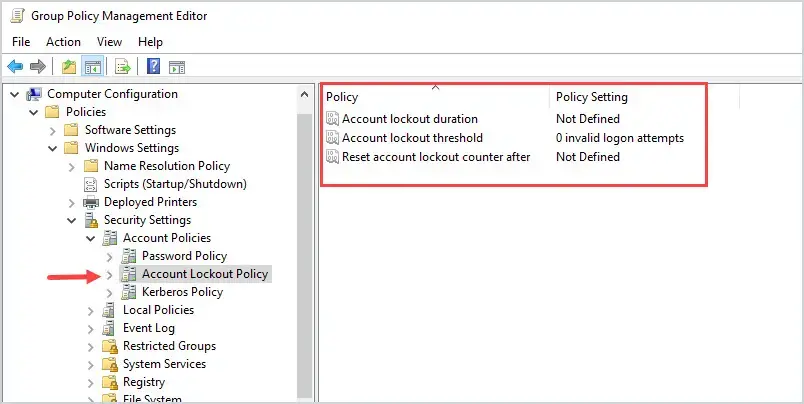 Group Policy Management Editor
File Action View Help
Computer Configuration
Policies
Software Settings
Windows Settings
Name Resolution Policy
Scripts (Startup/Shutdown)
Deployed Printers
Security Settings
Account Policies
Password Policy
Account Lockout Policy
Kerberos Policy
Local Policies
Event Log
Restricted Groups
System Services
Registry
File System
Policy Policy Setting
Account lockout duration Not Defined
Account lockout threshold 0 invalid logon attempts
Reset account lockout counter after Not Defined